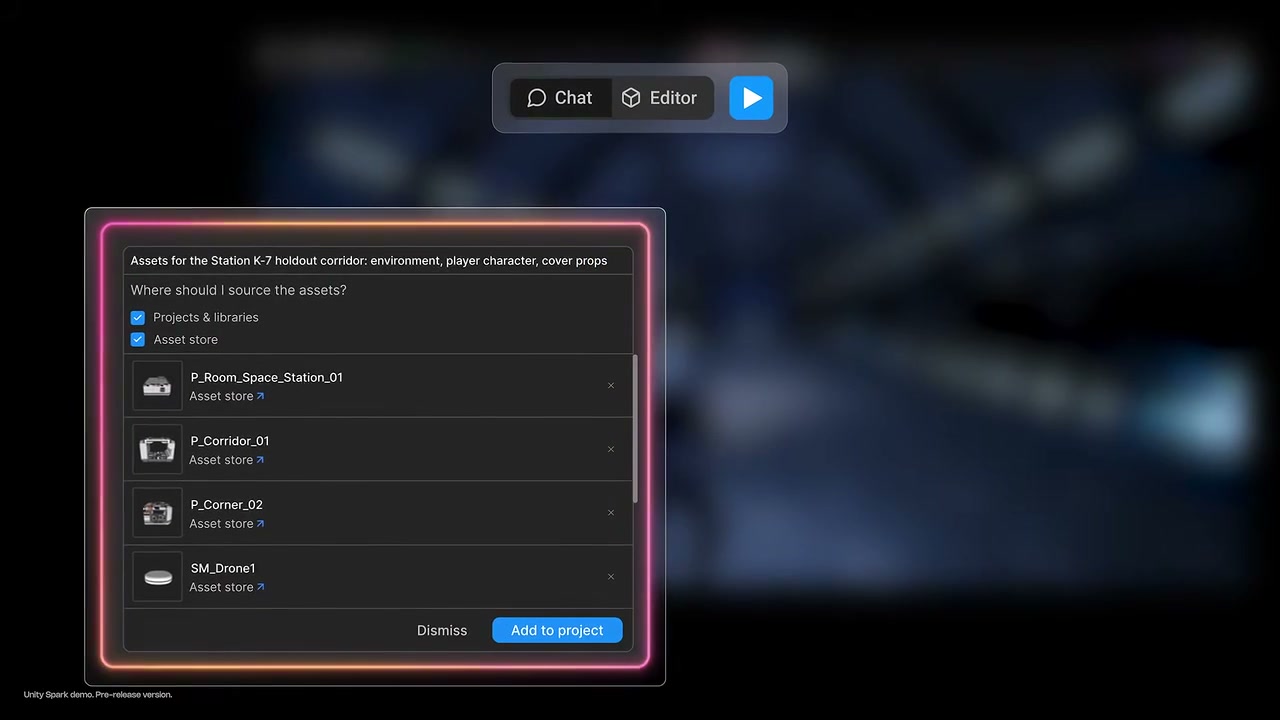 Chat
Editor
Assets for the Station K-7 holdout corridor: environment, player character, cover props
Where should I source the assets?
Projects & libraries
Asset store
P_Room_Space_Station_01
Asset store
P_Corridor_01
Asset store
P_Corner_02
Asset store
SM_Drone1
Asset store
Dismiss
Add to project
Unity Spark demo. Pre-release version.